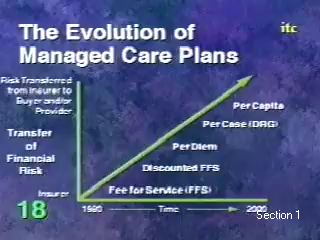 The Evolution of
Managed Care Plans
itc
Risk Transferred
from Insurer to
Buyer and/or
Provider
Transfer
of
Financial
Risk
Insurer
Per Capita
Per Case (DRG)
Per Diem
Discounted FFS
Fee for Service (FFS)
1980
Time
2000
18
Section 1